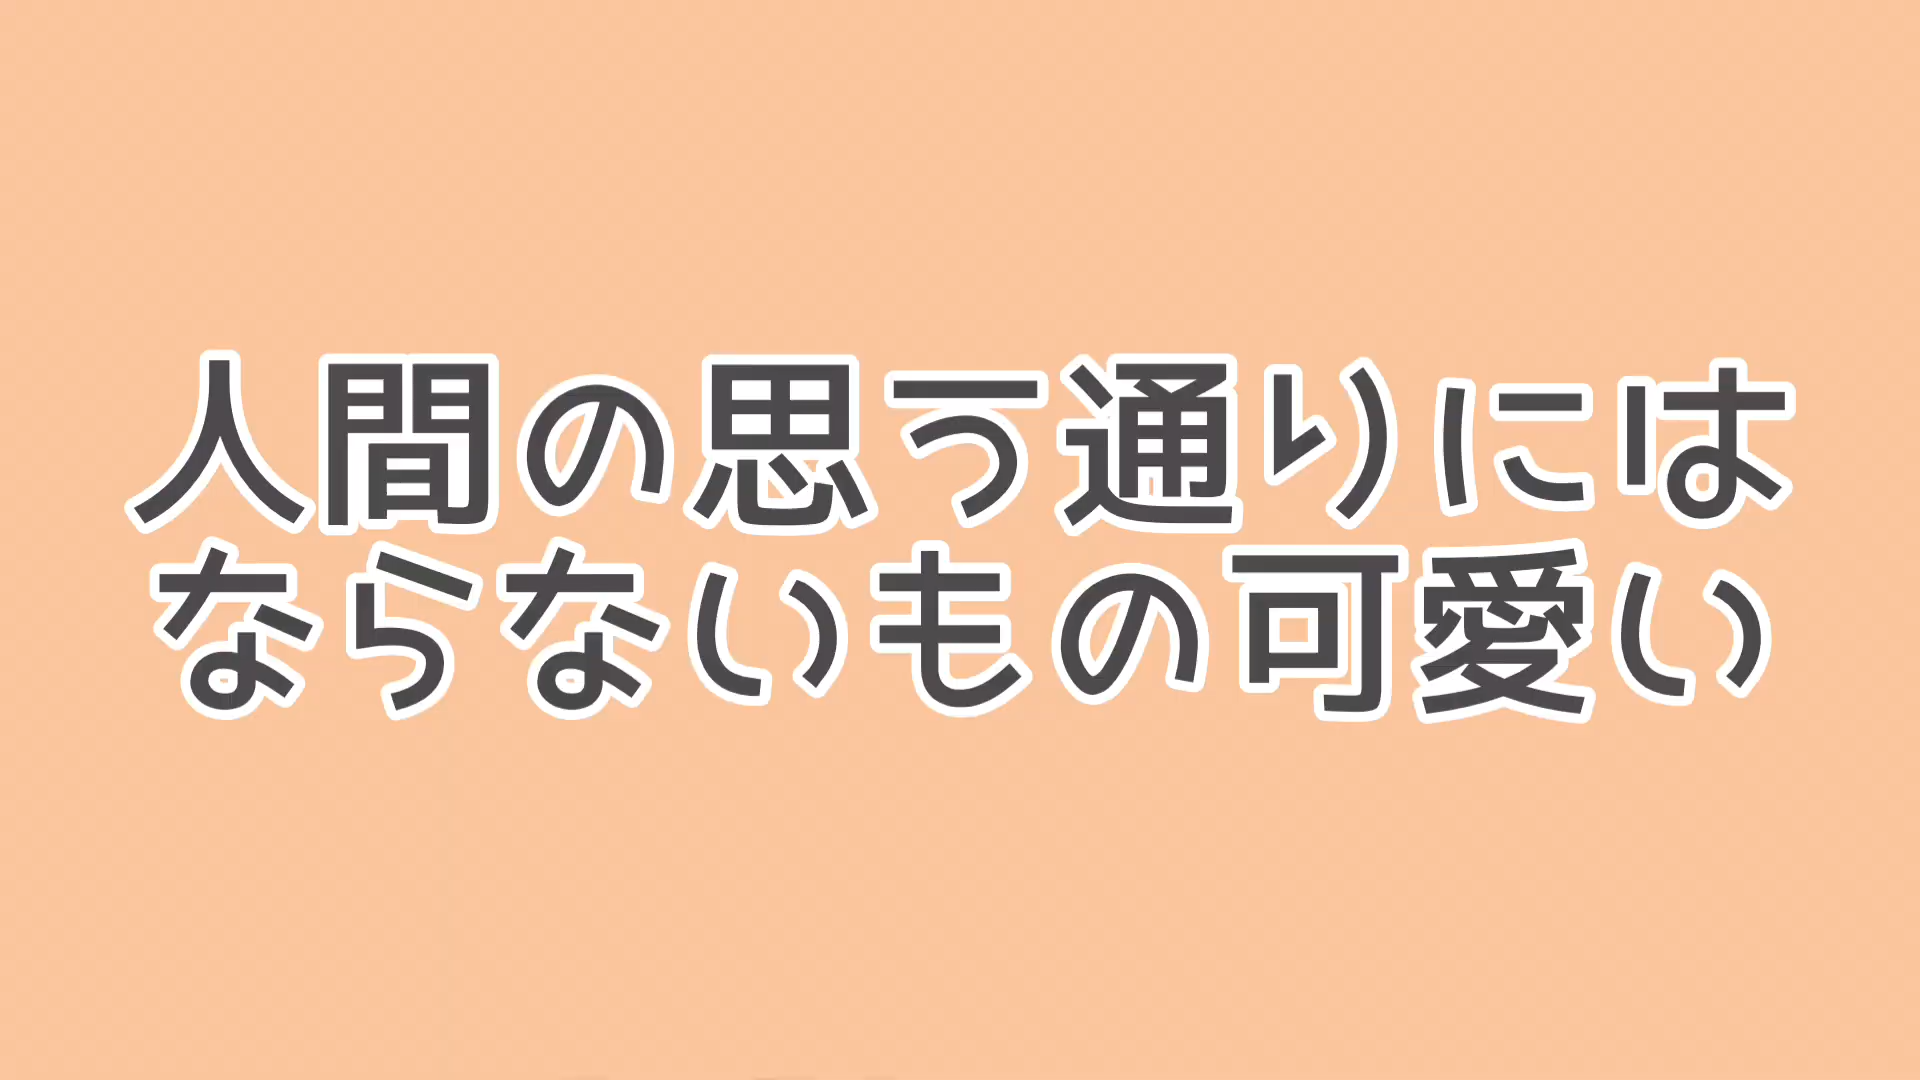 人間の思う通りには
ならないもの可愛い